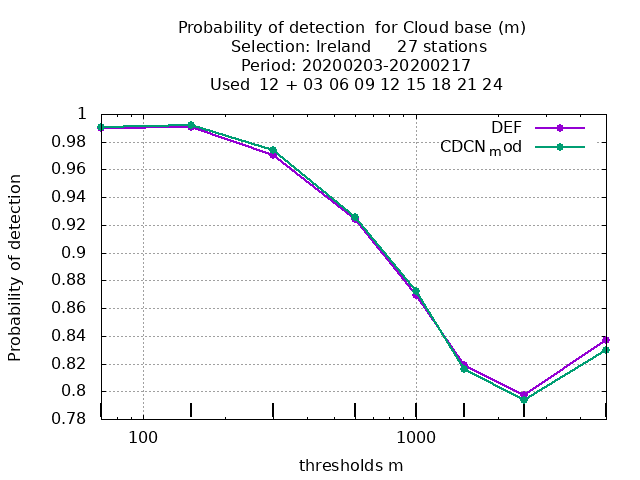 Probability of detection  for Cloud base (m)
Selection: Ireland     27 stations
Period: 20200203-20200217
Used  12 + 03 06 09 12 15 18 21 24
DEF
CDCNmod
1
0.98
0.96
0.94
0.92
0.9
0.88
0.86
0.84
0.82
0.8
0.78
Probability of detection
100
1000
thresholds m